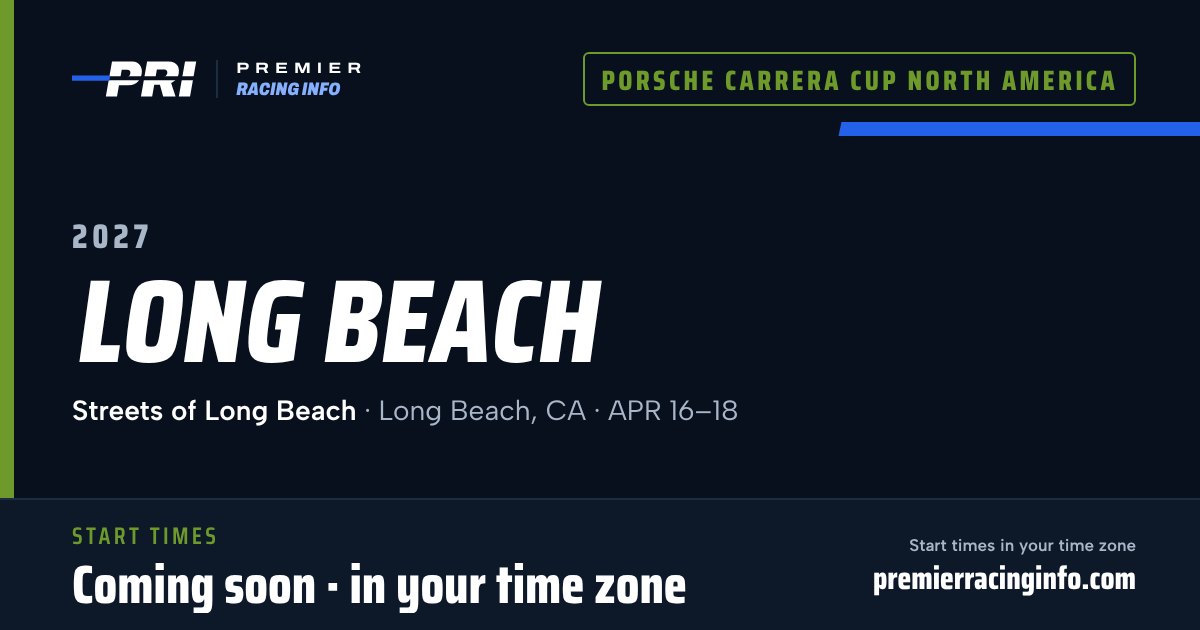 PRI
PREMIER
RACING INFO
PORSCHE CARRERA CUP NORTH AMERICA
2027
LONG BEACH
Streets of Long Beach · Long Beach, CA · APR 16–18
START TIMES
Coming soon · in your time zone
Start times in your time zone
premierracinginfo.com